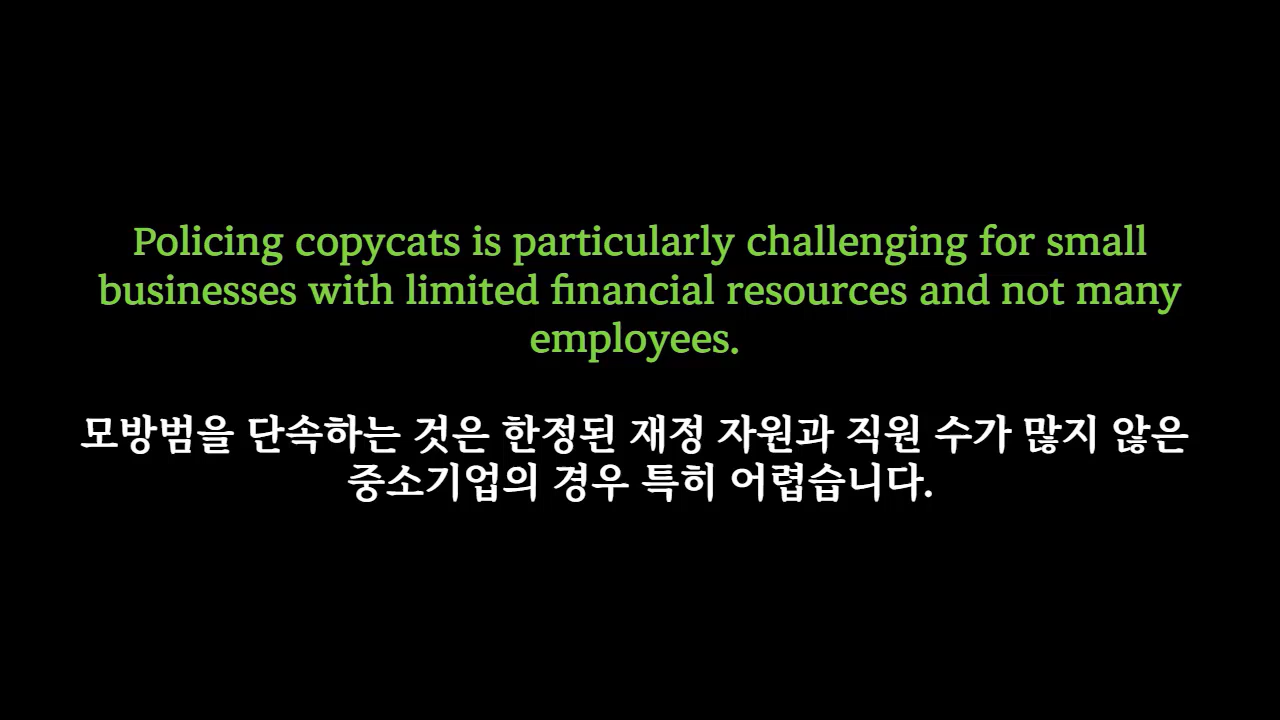 Policing copycats is particularly challenging for small
businesses with limited financial resources and not many
employees.
모방범을 단속하는 것은 한정된 재정 자원과 직원 수가 많지 않은
중소기업의 경우 특히 어렵습니다.